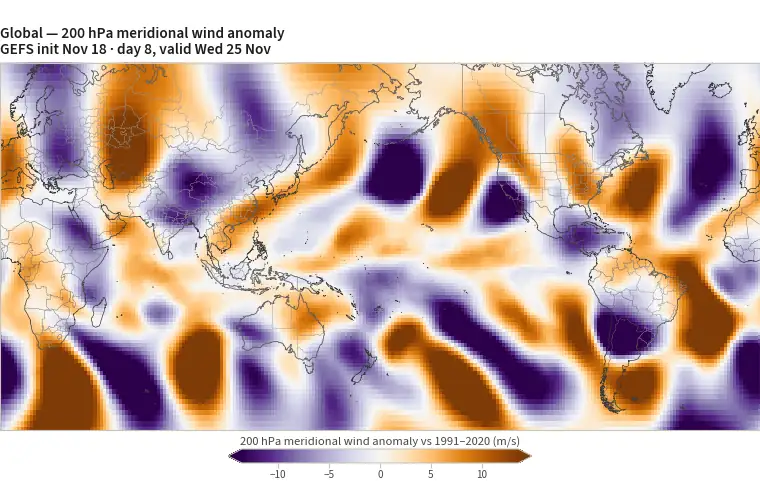 Global — 200 hPa meridional wind anomaly
GEFS init Nov 18 · day 8, valid Wed 25 Nov
200 hPa meridional wind anomaly vs 1991–2020 (m/s)
−10 −5 0 5 10